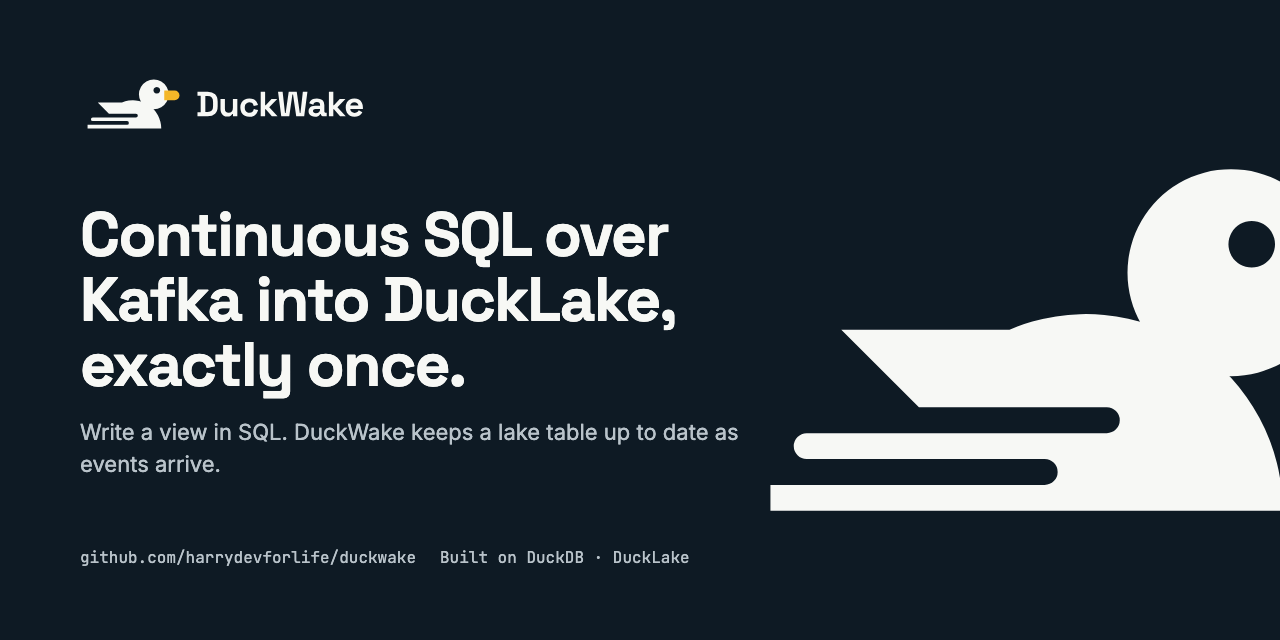 DuckWake
Continuous SQL over
Kafka into DuckLake,
exactly once.
Write a view in SQL. DuckWake keeps a lake table up to date as
events arrive.
github.com/harrydevforlife/duckwake Built on DuckDB · DuckLake